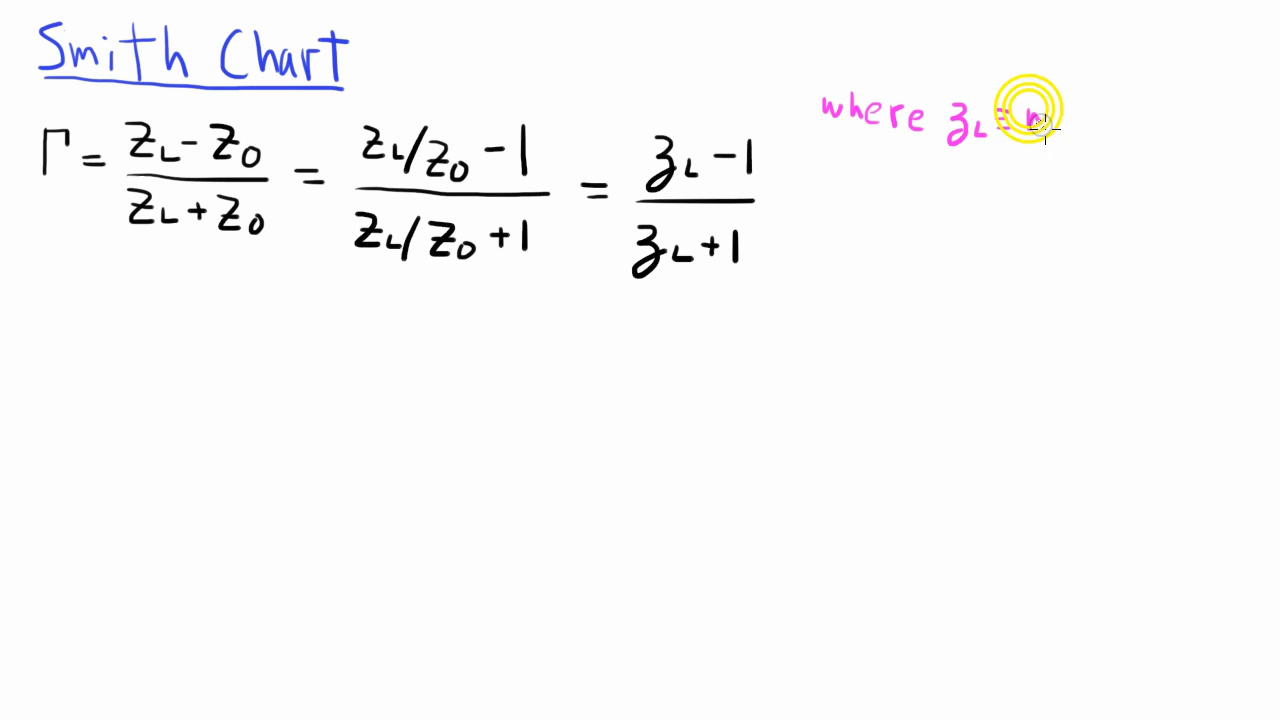 Smith Chart
where z_L ≡ n
Γ = (Z_L - Z_0)/(Z_L + Z_0) = (Z_L/Z_0 - 1)/(Z_L/Z_0 + 1) = (z_L - 1)/(z_L + 1)